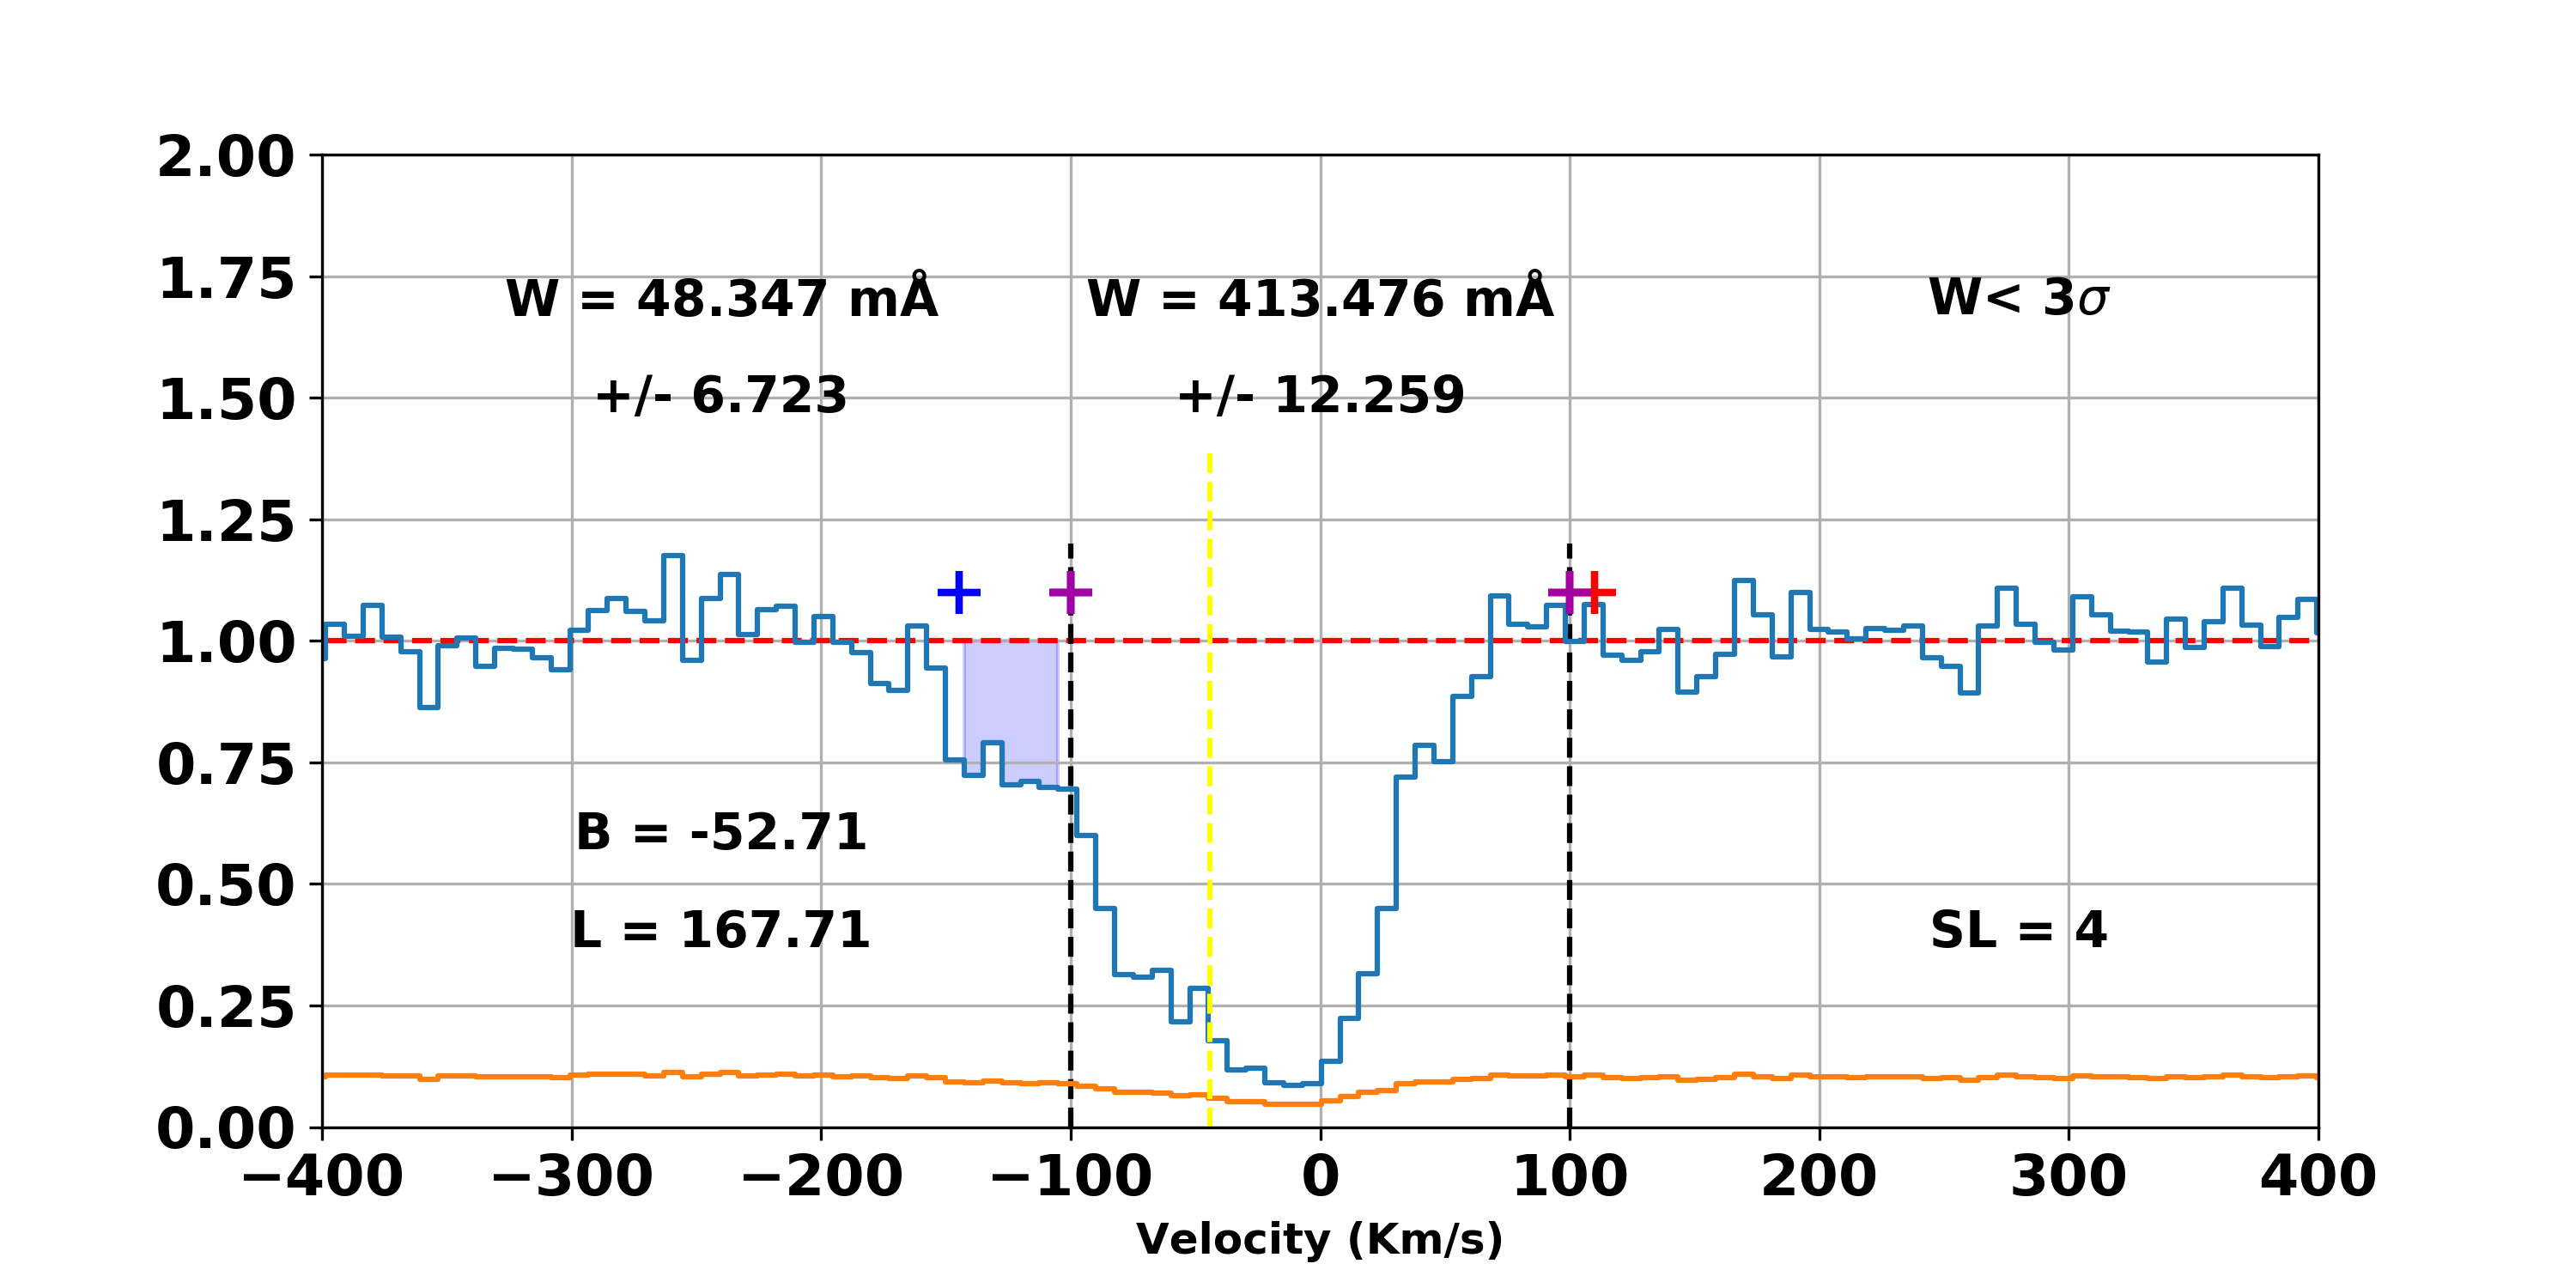 2.00
1.75
1.50
1.25
1.00
0.75
0.50
0.25
0.00
W = 48.347 mÅ
+/- 6.723
W = 413.476 mÅ
+/- 12.259
W< 3σ
B = -52.71
L = 167.71
SL = 4
−400 −300 −200 −100 0 100 200 300 400
Velocity (Km/s)